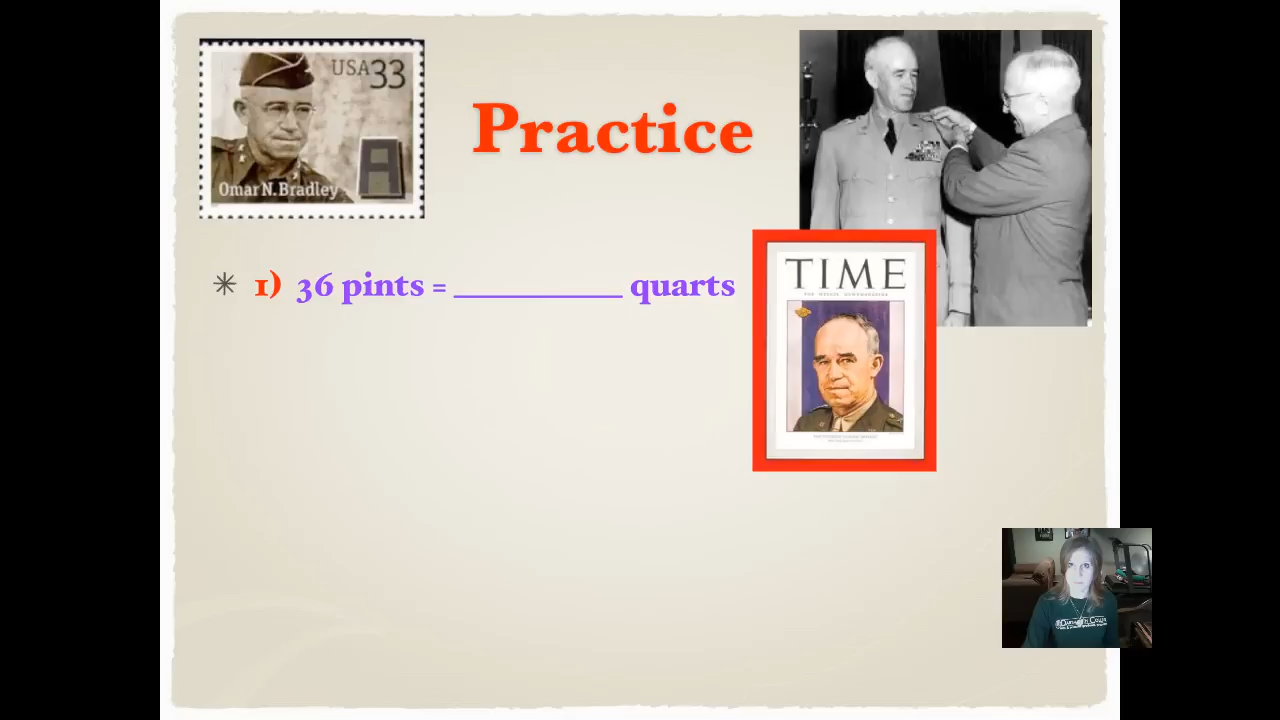 USA33
Omar N. Bradley
A
Practice
1) 36 pints = __________ quarts
TIME